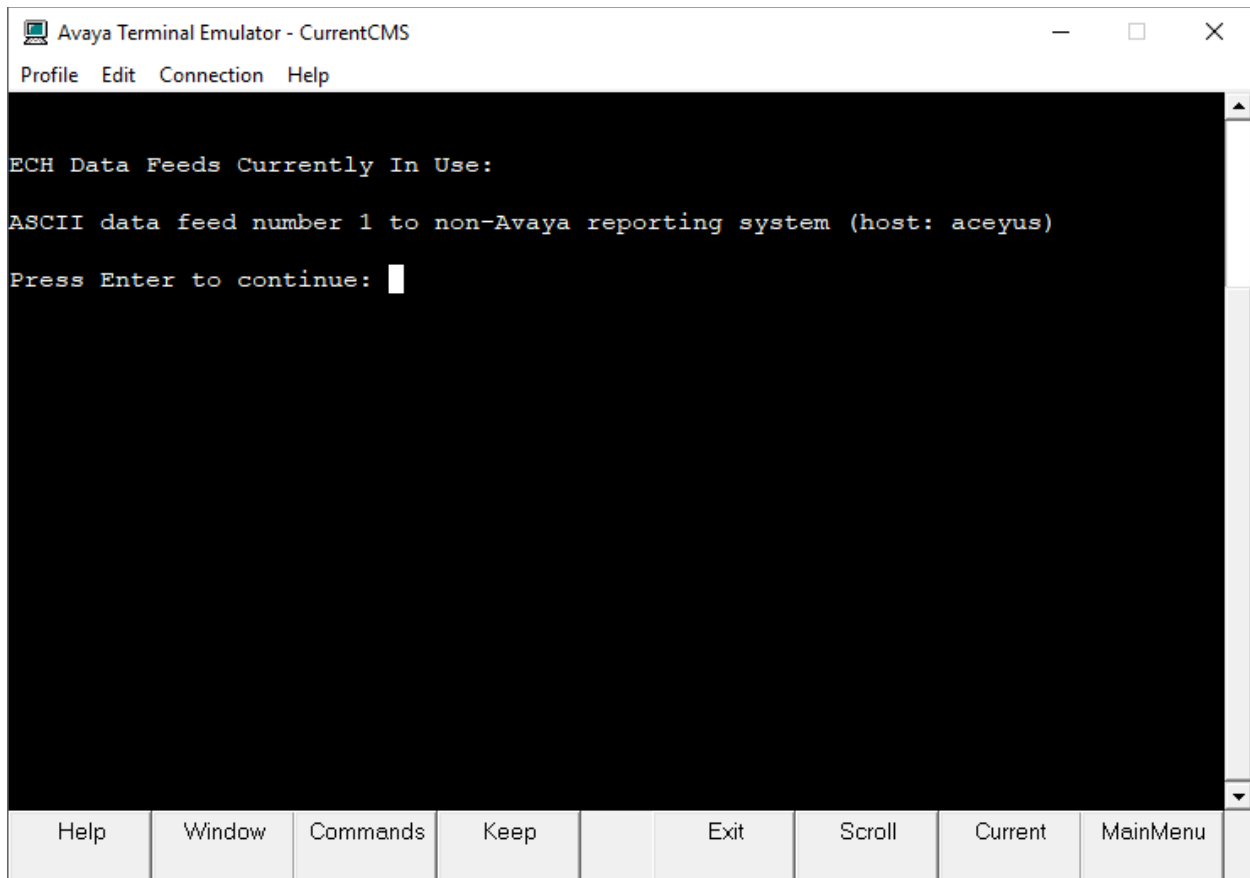 Avaya Terminal Emulator - CurrentCMS
Profile Edit Connection Help
ECH Data Feeds Currently In Use:
ASCII data feed number 1 to non-Avaya reporting system (host: aceyus)
Press Enter to continue:
Help Window Commands Keep Exit Scroll Current MainMenu